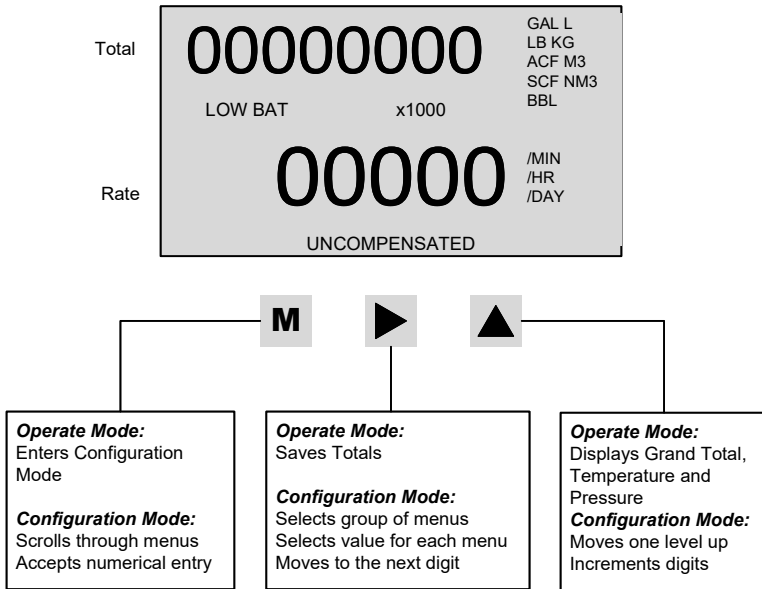 Total
00000000
GAL L
LB KG
ACF M3
SCF NM3
BBL
LOW BAT
x1000
Rate
00000
/MIN
/HR
/DAY
UNCOMPENSATED
M
Operate Mode:
Enters Configuration
Mode
Configuration Mode:
Scrolls through menus
Accepts numerical entry
Operate Mode:
Saves Totals
Configuration Mode:
Selects group of menus
Selects value for each menu
Moves to the next digit
Operate Mode:
Displays Grand Total,
Temperature and
Pressure
Configuration Mode:
Moves one level up
Increments digits